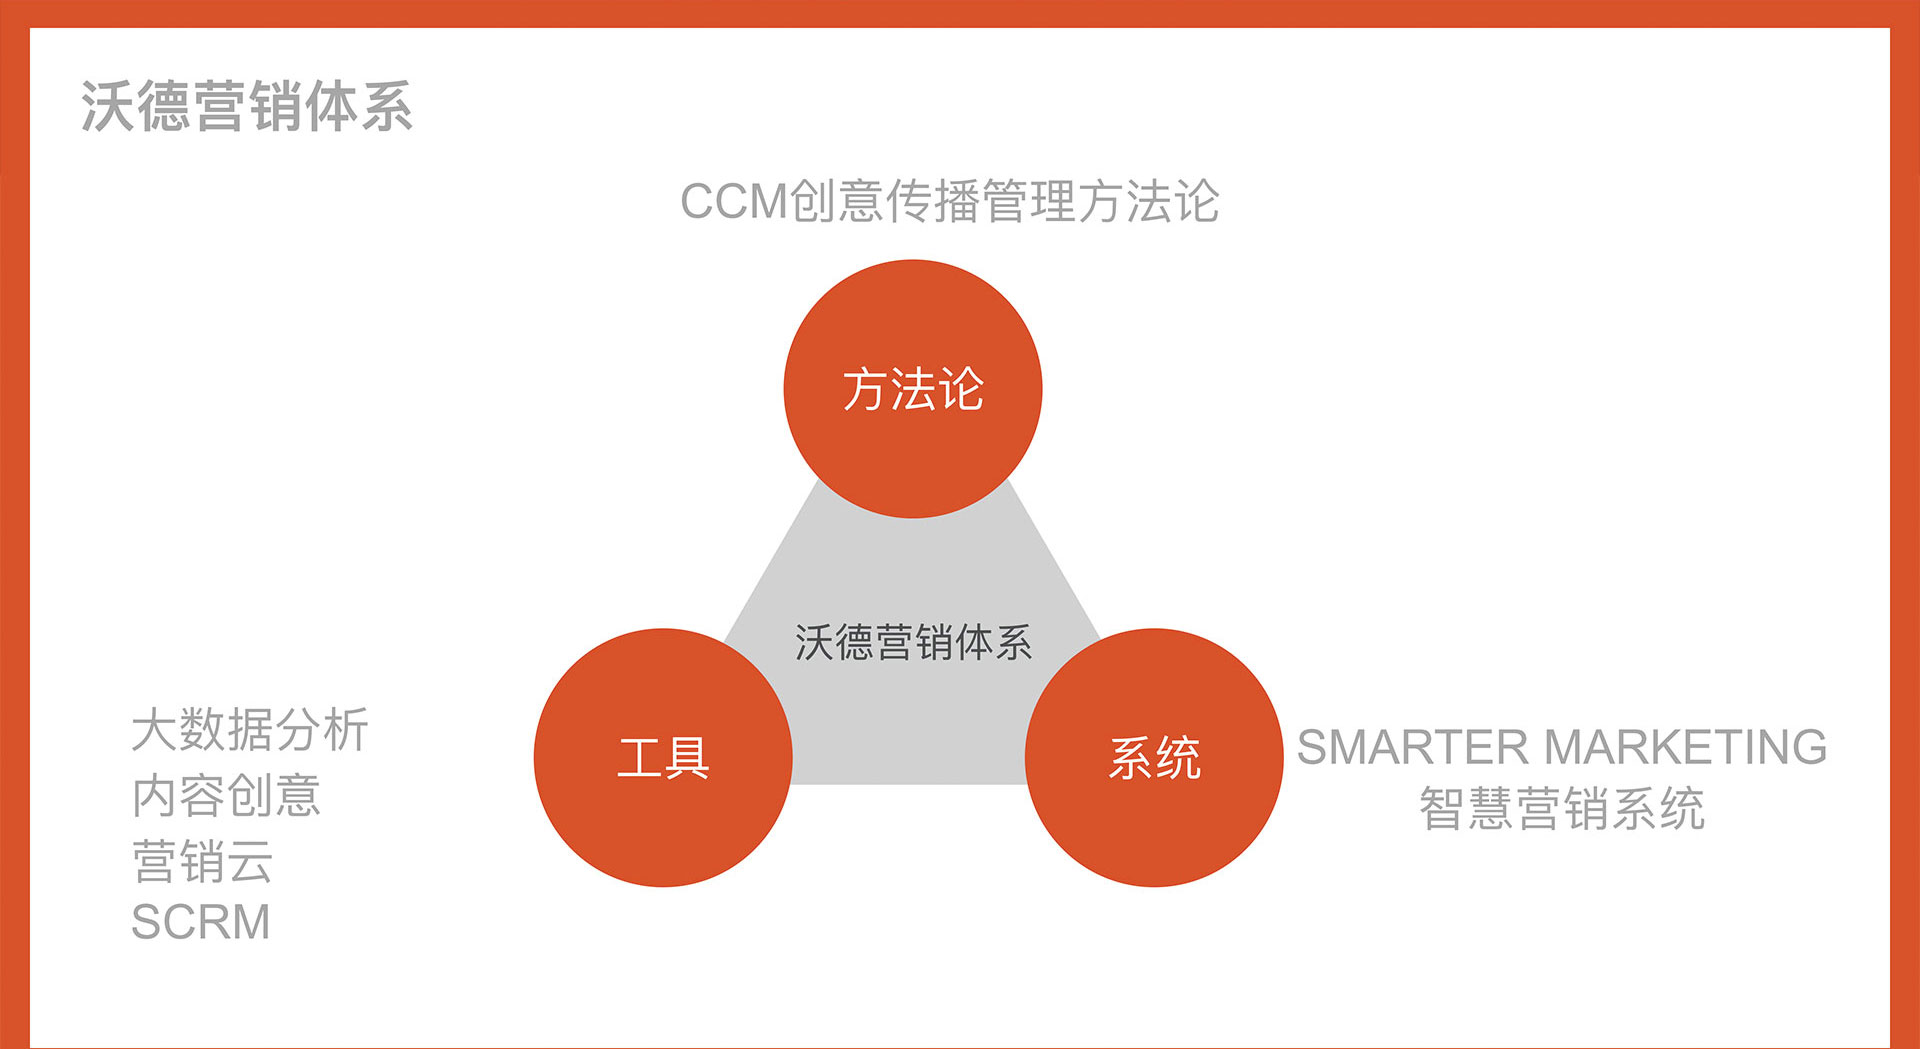 沃德营销体系
CCM创意传播管理方法论
方法论
沃德营销体系
工具
系统
大数据分析
内容创意
营销云
SCRM
SMARTER MARKETING
智慧营销系统